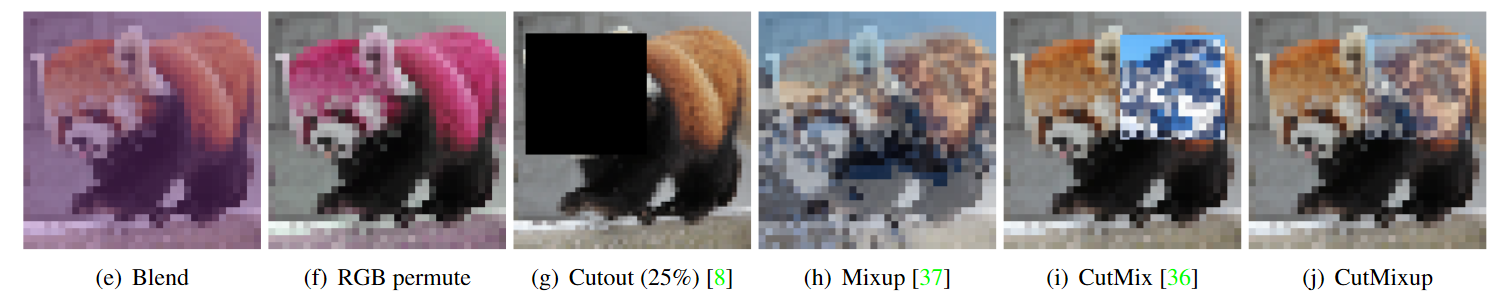 (e) Blend (f) RGB permute (g) Cutout (25%) [8] (h) Mixup [37] (i) CutMix [36] (j) CutMixup